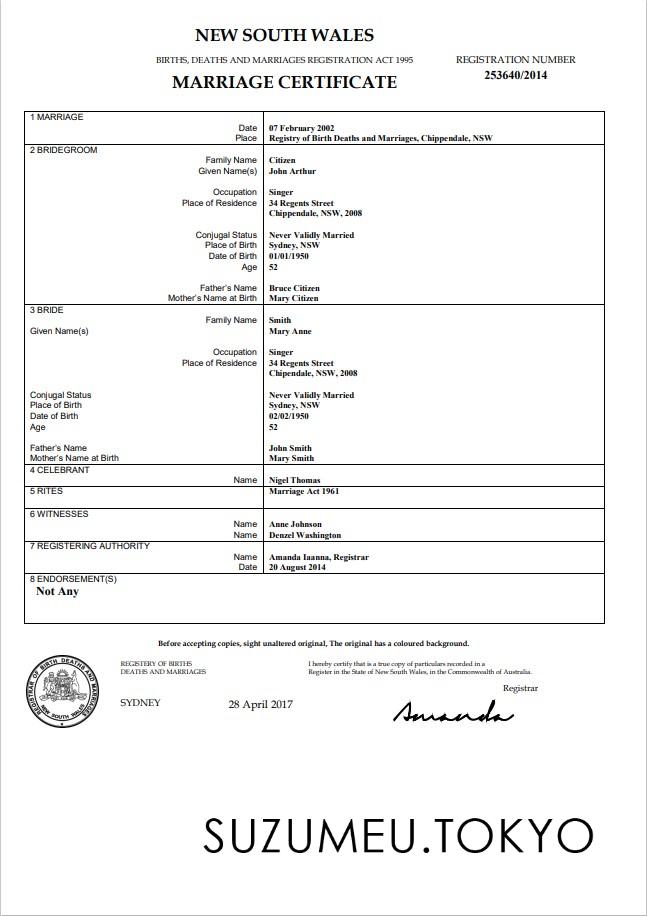 NEW SOUTH WALES
BIRTHS, DEATHS AND MARRIAGES REGISTRATION ACT 1995
REGISTRATION NUMBER
MARRIAGE CERTIFICATE
253640/2014
1 MARRIAGE
Date 07 February 2002
Place Registry of Birth Deaths and Marriages, Chippendale, NSW
2 BRIDEGROOM
Family Name Citizen
Given Name(s) John Arthur
Occupation Singer
Place of Residence 34 Regents Street
Chippendale, NSW, 2008
Conjugal Status Never Validly Married
Place of Birth Sydney, NSW
Date of Birth 01/01/1950
Age 52
Father's Name Bruce Citizen
Mother's Name at Birth Mary Citizen
3 BRIDE
Family Name Smith
Given Name(s) Mary Anne
Occupation Singer
Place of Residence 34 Regents Street
Chipendale, NSW, 2008
Conjugal Status Never Validly Married
Place of Birth Sydney, NSW
Date of Birth 02/02/1950
Age 52
Father's Name John Smith
Mother's Name at Birth Mary Smith
4 CELEBRANT
Name Nigel Thomas
5 RITES Marriage Act 1961
6 WITNESSES
Name Anne Johnson
Name Denzel Washington
7 REGISTERING AUTHORITY
Name Amanda Iaanna, Registrar
Date 20 August 2014
8 ENDORSEMENT(S)
Not Any
Before accepting copies, sight unaltered original, The original has a coloured background.
REGISTRAR OF BIRTH DEATHS AND MARRIAGES
NEW SOUTH WALES
REGISTERY OF BIRTHS
DEATHS AND MARRIAGES
I hereby certify that is a true copy of particulars recorded in a
Register in the State of New South Wales, in the Commonwealth of Australia.
Registrar
SYDNEY 28 April 2017
Amanda
SUZUMEU.TOKYO